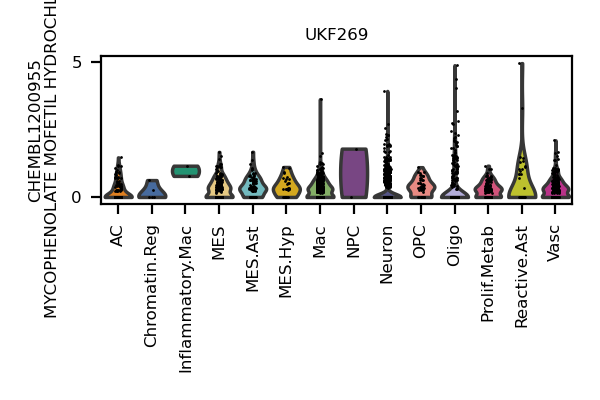 UKF269
CHEMBL1200955
MYCOPHENOLATE MOFETIL HYDROCHL
5
0
AC
Chromatin.Reg
Inflammatory.Mac
MES
MES.Ast
MES.Hyp
Mac
NPC
Neuron
OPC
Oligo
Prolif.Metab
Reactive.Ast
Vasc